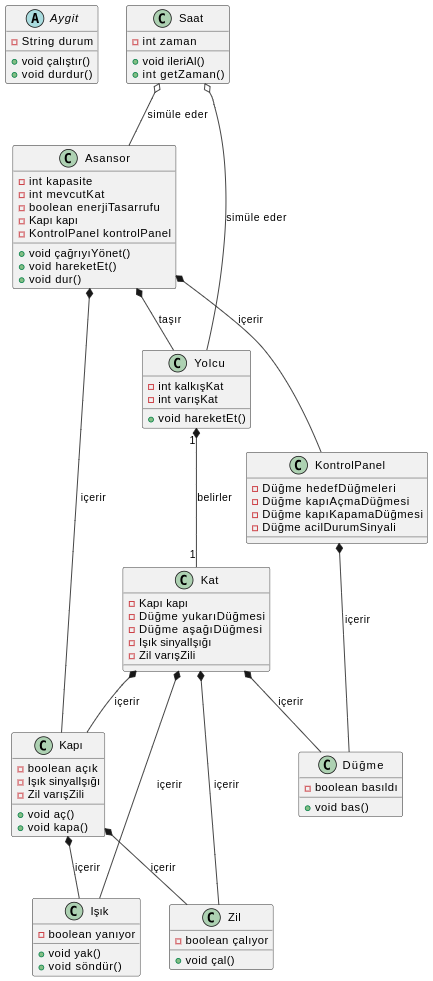 A Aygit
String durum
void çalıştır()
void durdur()
C Saat
int zaman
void ileriAl()
int getZaman()
simüle eder
C Asansor
int kapasite
int mevcutKat
boolean enerjiTasarrufu
Kapı kapı
KontrolPanel kontrolPanel
void çağrıyıYönet()
void hareketEt()
void dur()
simüle eder
taşır
içerir
C Yolcu
int kalkışKat
int varışKat
void hareketEt()
1
C KontrolPanel
Düğme hedefDüğmeleri
Düğme kapıAçmaDüğmesi
Düğme kapıKapamaDüğmesi
Düğme acilDurumSinyali
içerir
belirler
1
C Kat
Kapı kapı
Düğme yukarıDüğmesi
Düğme aşağıDüğmesi
Işık sinyalIşığı
Zil varışZili
içerir
içerir
içerir
C Kapı
boolean açık
Işık sinyalIşığı
Zil varışZili
void aç()
void kapa()
içerir
içerir
C Düğme
boolean basıldı
void bas()
içerir
içerir
C Işık
boolean yanıyor
void yak()
void söndür()
C Zil
boolean çalıyor
void çal()